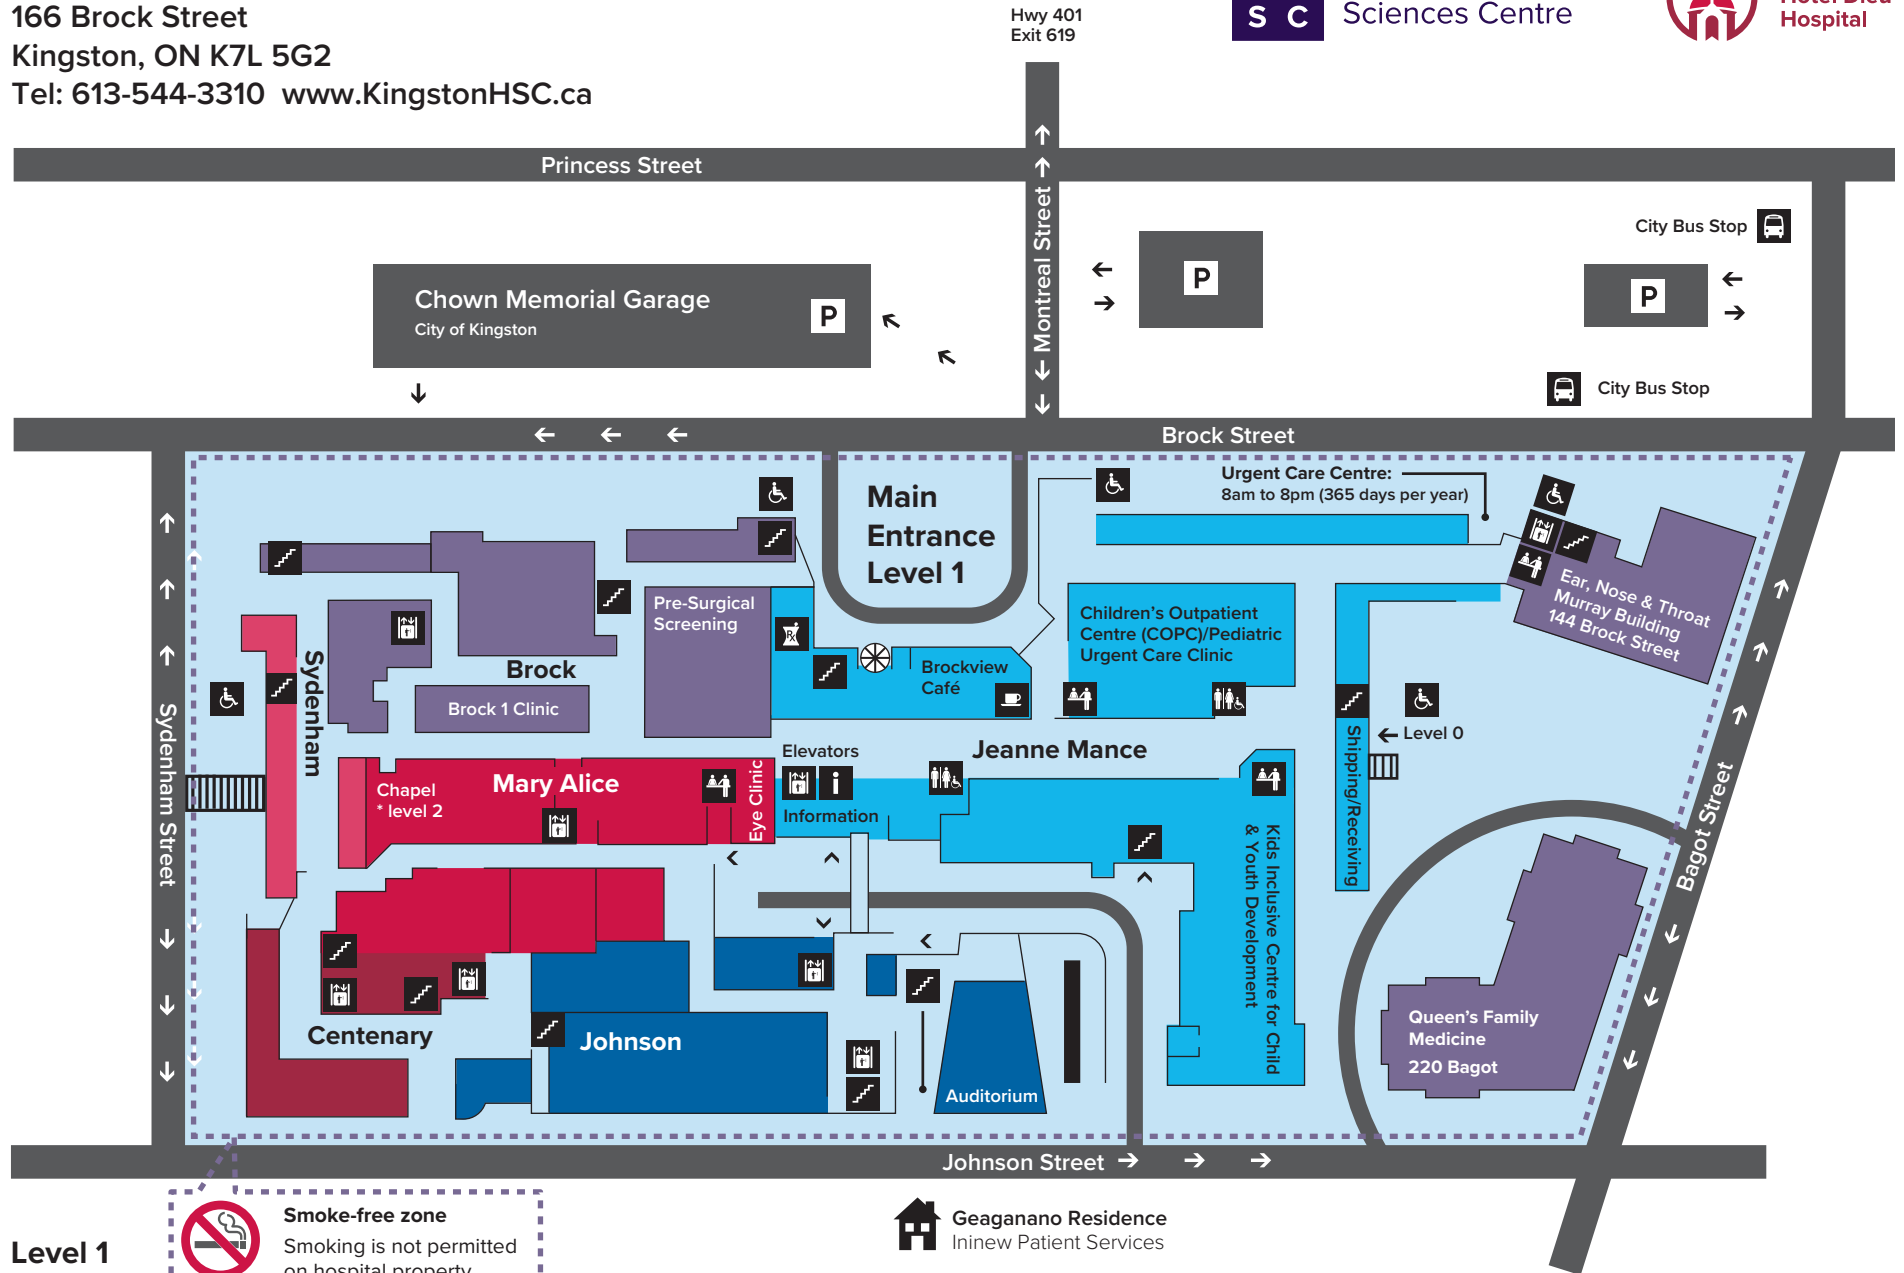 166 Brock Street
Kingston, ON K7L 5G2
Tel: 613-544-3310 www.KingstonHSC.ca
Hwy 401
Exit 619
S C
Sciences Centre
Hotel Dieu
Hospital
Princess Street
Montreal Street
City Bus Stop
Chown Memorial Garage
City of Kingston
P
P
P
City Bus Stop
Brock Street
Main
Entrance
Level 1
Urgent Care Centre:
8am to 8pm (365 days per year)
Ear, Nose & Throat
Murray Building
144 Brock Street
Pre-Surgical
Screening
Rx
Children's Outpatient
Centre (COPC)/Pediatric
Urgent Care Clinic
Brockview
Café
Sydenham
Brock
Brock 1 Clinic
Sydenham Street
Level 0
Shipping/Receiving
Jeanne Mance
Elevators
i
Information
Mary Alice
Chapel
* level 2
Eye Clinic
Kids Inclusive Centre for Child
& Youth Development
Bagot Street
Centenary
Johnson
Auditorium
Queen's Family
Medicine
220 Bagot
Johnson Street
Smoke-free zone
Smoking is not permitted
on hospital property
Geaganano Residence
Ininew Patient Services
Level 1